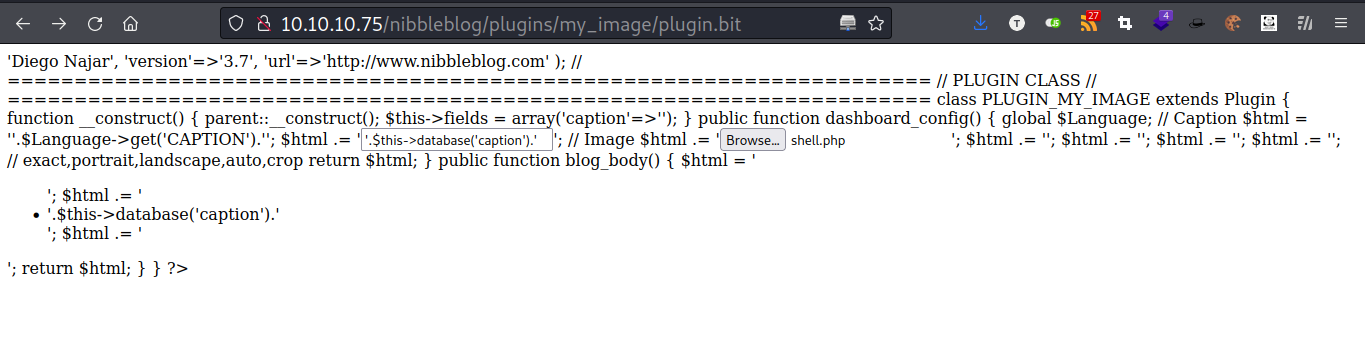 10.10.10.75/nibbleblog/plugins/my_image/plugin.bit
T
JS
27
4
'Diego Najar', 'version'=>'3.7', 'url'=>'http://www.nibbleblog.com' ); //
===================================================================== // PLUGIN CLASS //
===================================================================== class PLUGIN_MY_IMAGE extends Plugin {
function __construct() { parent::__construct(); $this->fields = array('caption'=>''); } public function dashboard_config() { global $Language; // Caption $html =
''.$Language->get('CAPTION').''; $html .= ''.$this->database('caption').' '; // Image $html .= 'Browse… shell.php '; $html .= ''; $html .= ''; $html .= ''; $html .= '';
// exact,portrait,landscape,auto,crop return $html; } public function blog_body() { $html = '
'; $html .= '
• '.$this->database('caption').'
'; $html .= '
'; return $html; } } ?>